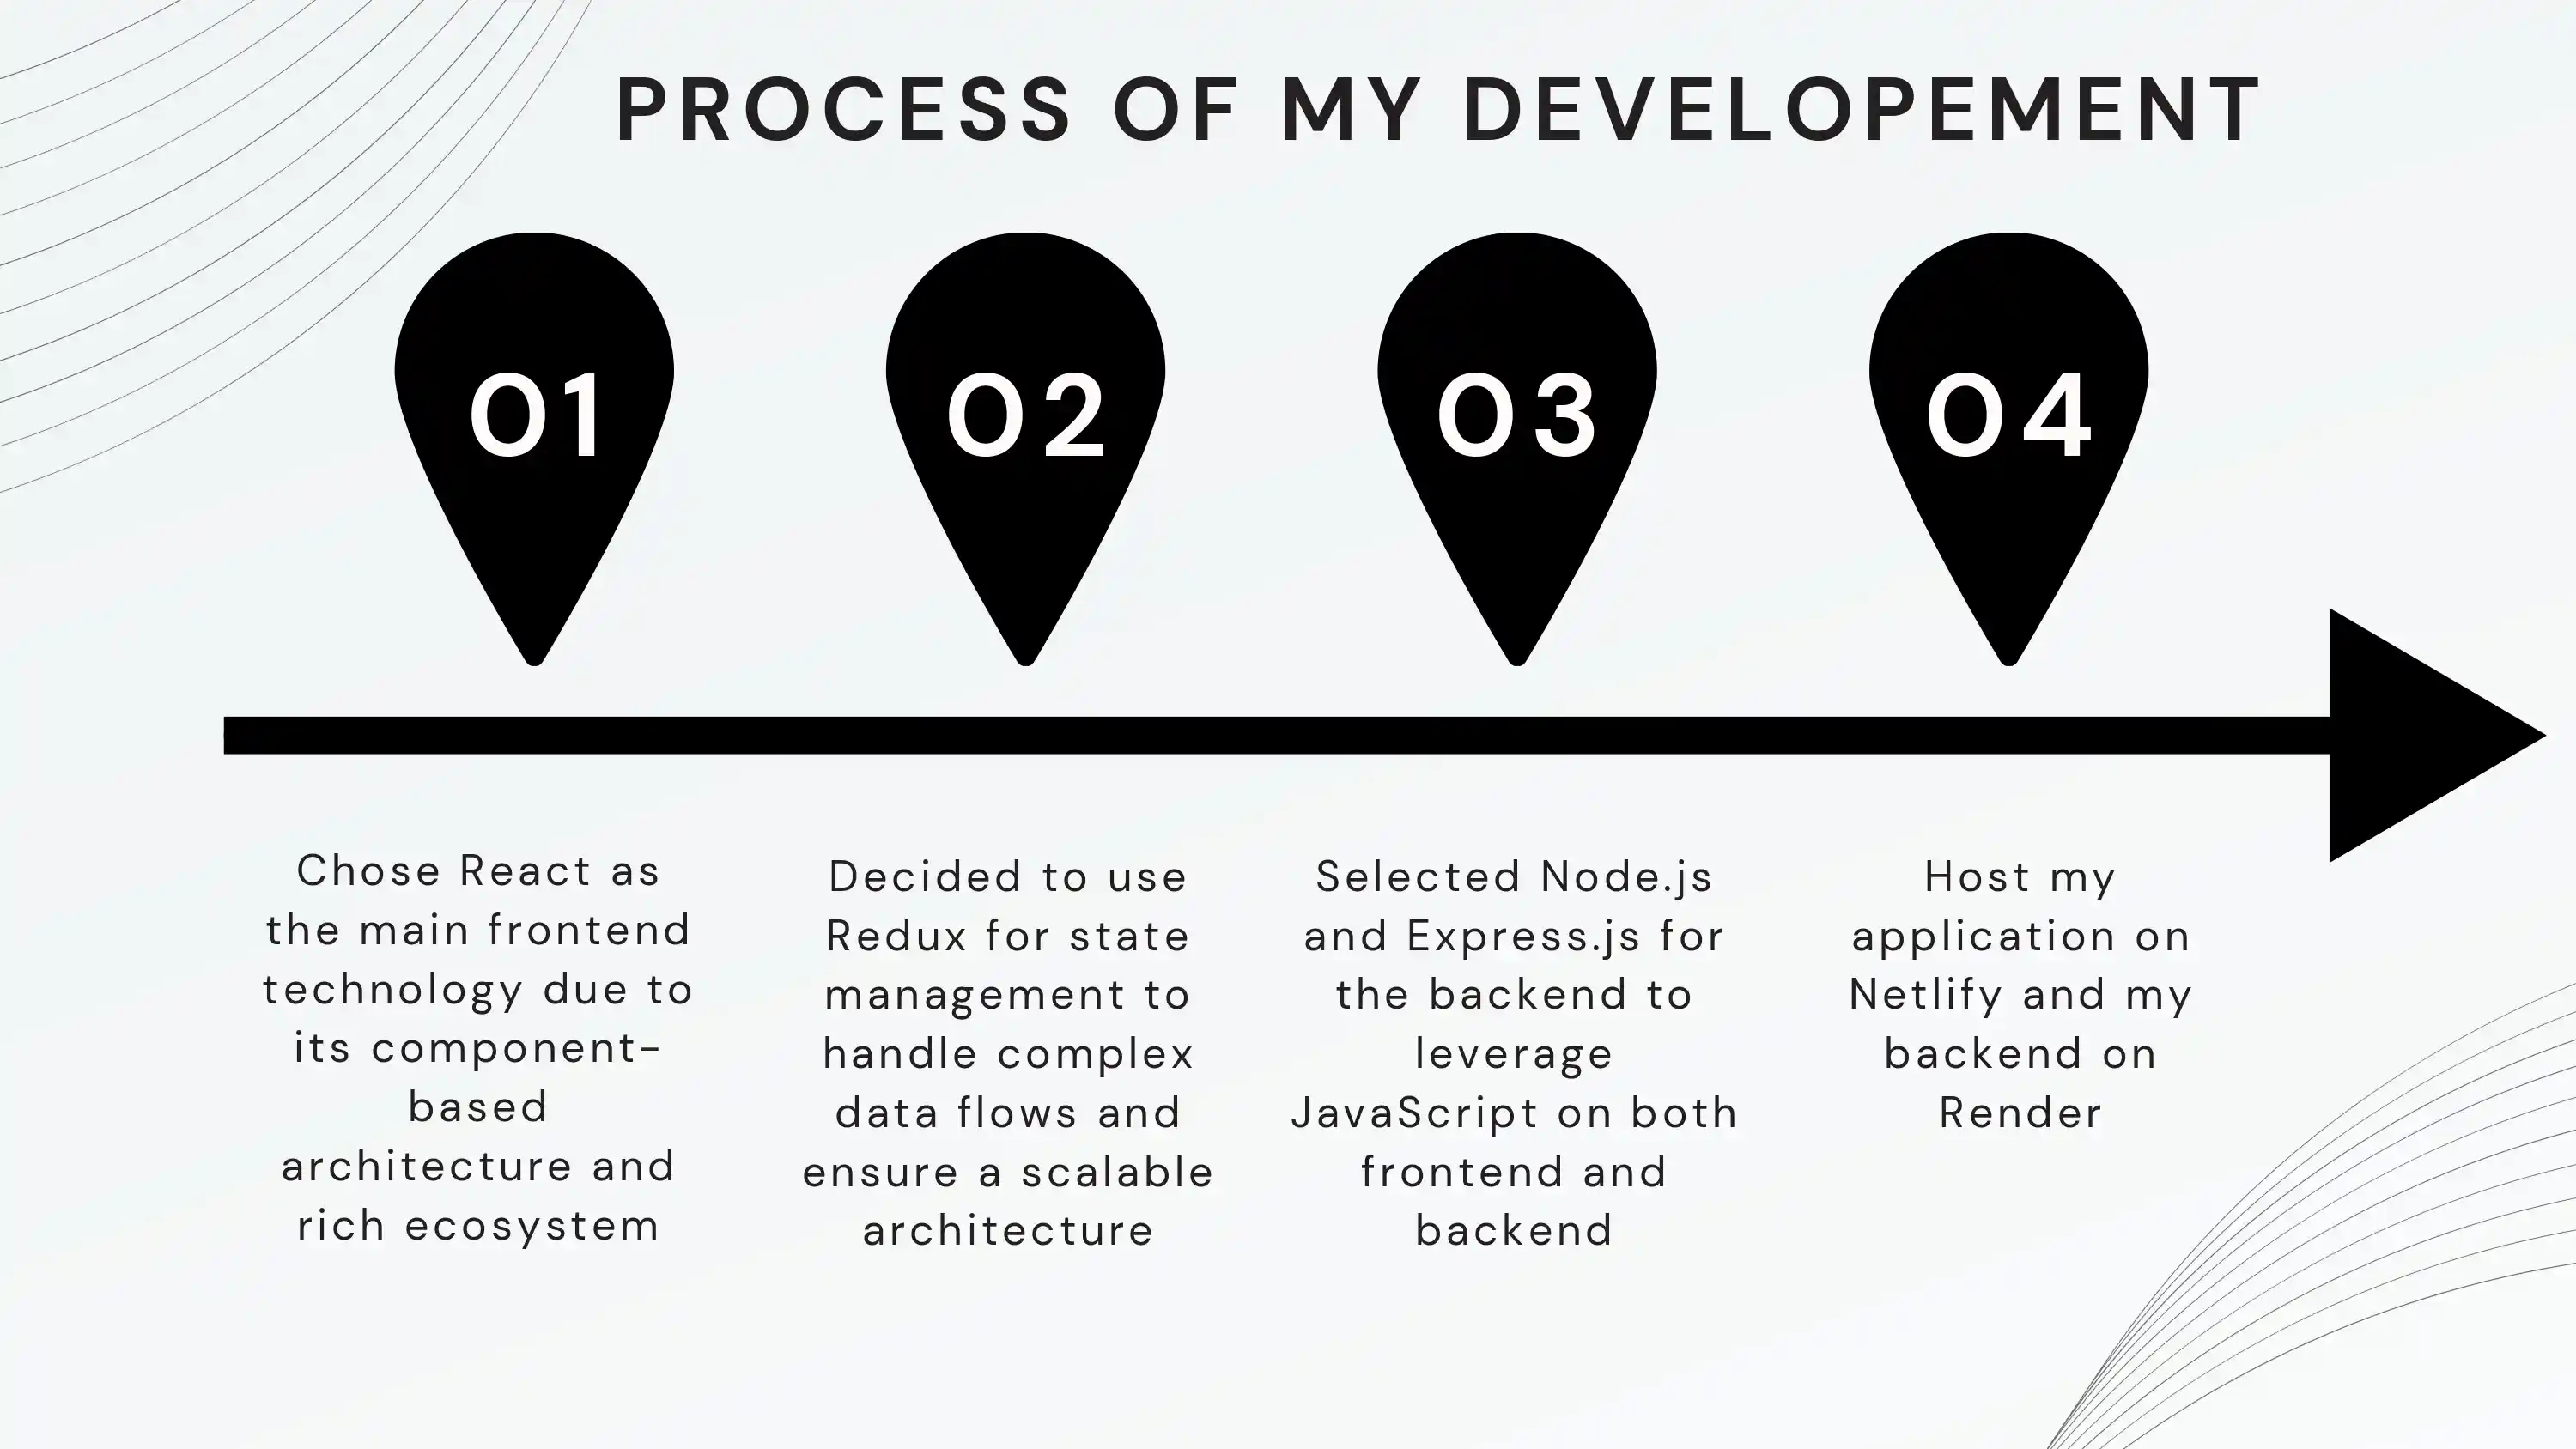 PROCESS OF MY DEVELOPEMENT
01
02
03
04
Chose React as
the main frontend
technology due to
its component-
based
architecture and
rich ecosystem
Decided to use
Redux for state
management to
handle complex
data flows and
ensure a scalable
architecture
Selected Node.js
and Express.js for
the backend to
leverage
JavaScript on both
frontend and
backend
Host my
application on
Netlify and my
backend on
Render